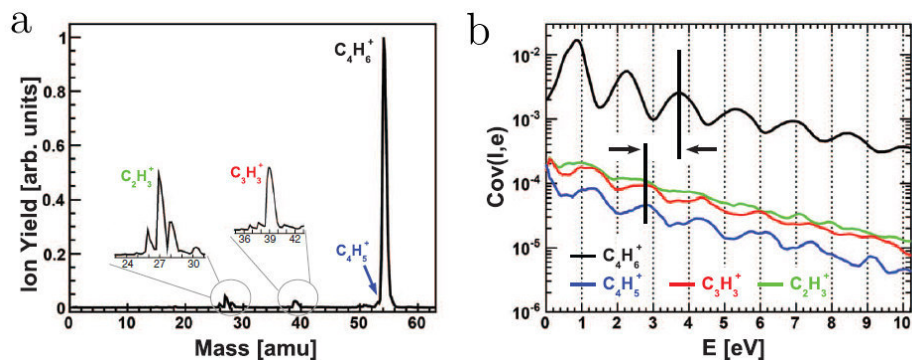 a
Ion Yield [arb. units]
1
0.8
0.6
0.4
0.2
0
C₄H₆⁺
C₂H₃⁺
C₃H₃⁺
C₄H₅⁺
24 27 30
36 39 42
0 10 20 30 40 50 60
Mass [amu]
b
Cov(I,e)
10⁻²
10⁻³
10⁻⁴
10⁻⁵
10⁻⁶
C₄H₆⁺
C₄H₅⁺ C₃H₃⁺ C₂H₃⁺
0 1 2 3 4 5 6 7 8 9 10
E [eV]